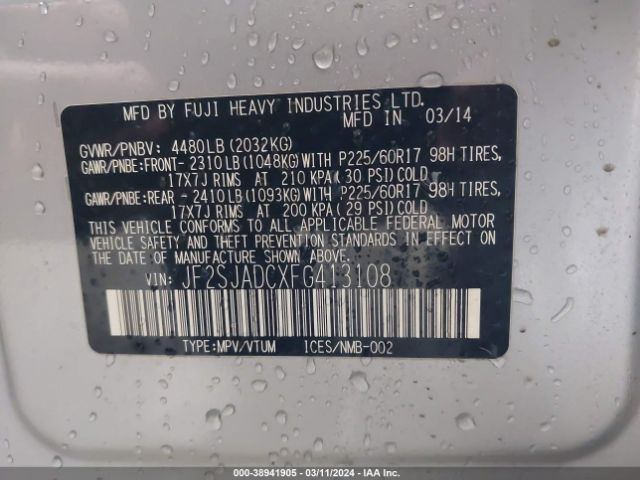 MFD BY FUJI HEAVY INDUSTRIES LTD.
MFD IN 03/14
GVWR/PNBV: 4480LB (2032KG)
GAWR/PNBE:FRONT- 2310LB (1048KG)WITH P225/60R17 98H TIRES,
17X7J RIMS AT 210 KPA( 30 PSI)COLD
GAWR/PNBE:REAR - 2410LB(1093KG)WITH P225/60R17 98H TIRES,
17X7J RIMS AT 200 KPA( 29 PSI)COLD
THIS VEHICLE CONFORMS TO ALL APPLICABLE FEDERAL MOTOR
VEHICLE SAFETY AND THEFT PREVENTION STANDARDS IN EFFECT ON
THE DATE OF MANUFACTURE SHOWN ABOVE.
VIN: JF2SJADCXFG413108
TYPE:MPV/VTUM ICES/NMB-002
000-38941905 - 03/11/2024 - IAA Inc.